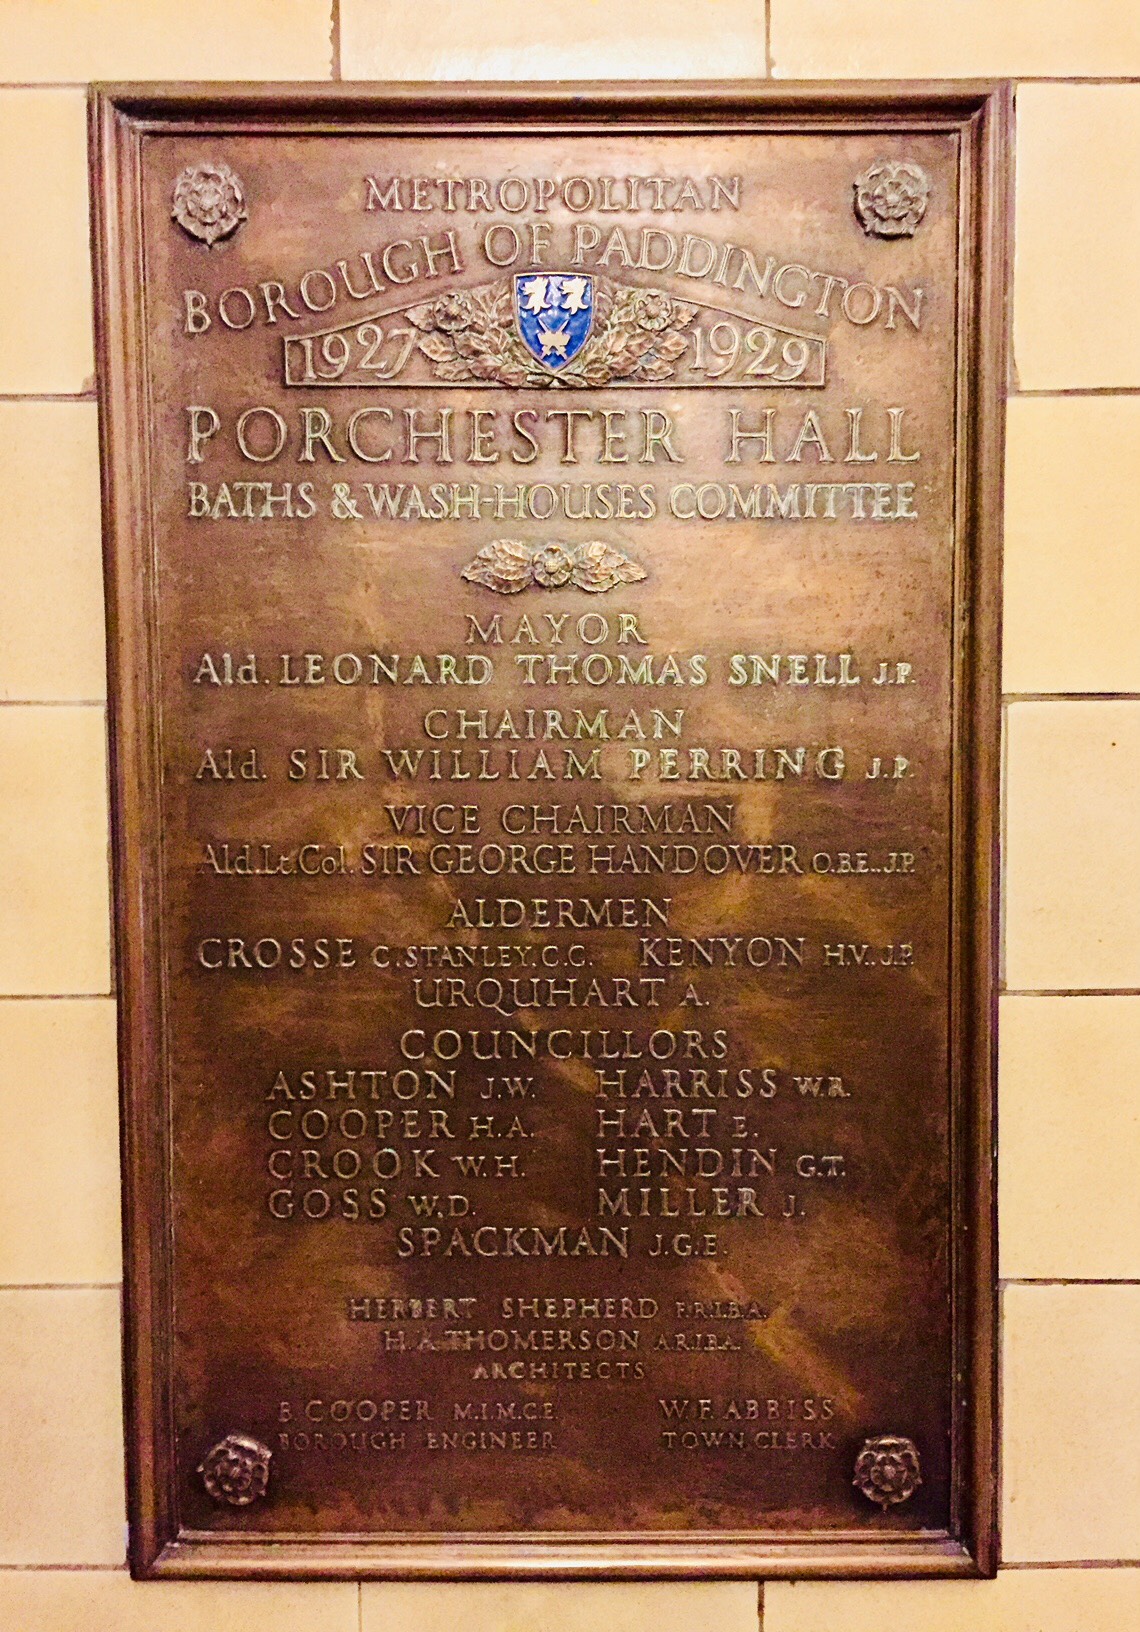 METROPOLITAN
BOROUGH OF PADDINGTON
1927 1929
PORCHESTER HALL
BATHS & WASH-HOUSES COMMITTEE
MAYOR
Ald. LEONARD THOMAS SNELL J.P.
CHAIRMAN
Ald. SIR WILLIAM PERRING J.P.
VICE CHAIRMAN
Ald. Lt. Col. SIR GEORGE HANDOVER O.B.E., J.P.
ALDERMEN
CROSSE C. STANLEY, C.C. KENYON H.V., J.P.
URQUHART A.
COUNCILLORS
ASHTON J.W. HARRISS W.R.
COOPER H.A. HART E.
CROOK W.H. HENDIN G.T.
GOSS W.D. MILLER J.
SPACKMAN J.G.E.
HERBERT SHEPHERD F.R.I.B.A.
H.A. THOMERSON A.R.I.B.A.
ARCHITECTS
E. COOPER M.I.M.C.E. W.F. ABBISS
BOROUGH ENGINEER TOWN CLERK